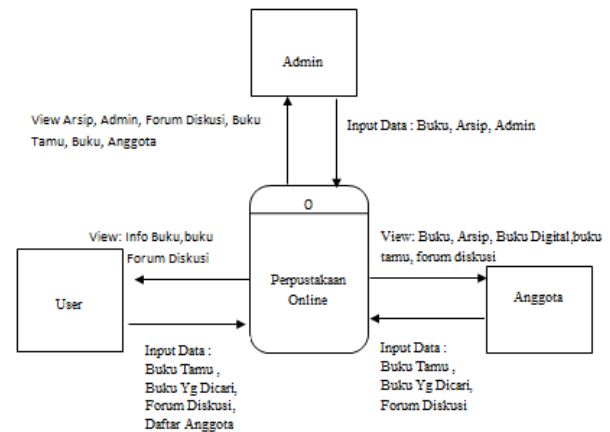 Admin
View Arsip, Admin, Forum Diskusi, Buku
Tamu, Buku, Anggota
Input Data : Buku, Arsip, Admin
0
View: Info Buku,buku
Forum Diskusi
View: Buku, Arsip, Buku Digital,buku
tamu, forum diskusi
User
Perpustakaan
Online
Anggota
Input Data :
Buku Tamu ,
Buku Yg Dicari,
Forum Diskusi,
Daftar Anggota
Input Data :
Buku Tamu ,
Buku Yg Dicari,
Forum Diskusi